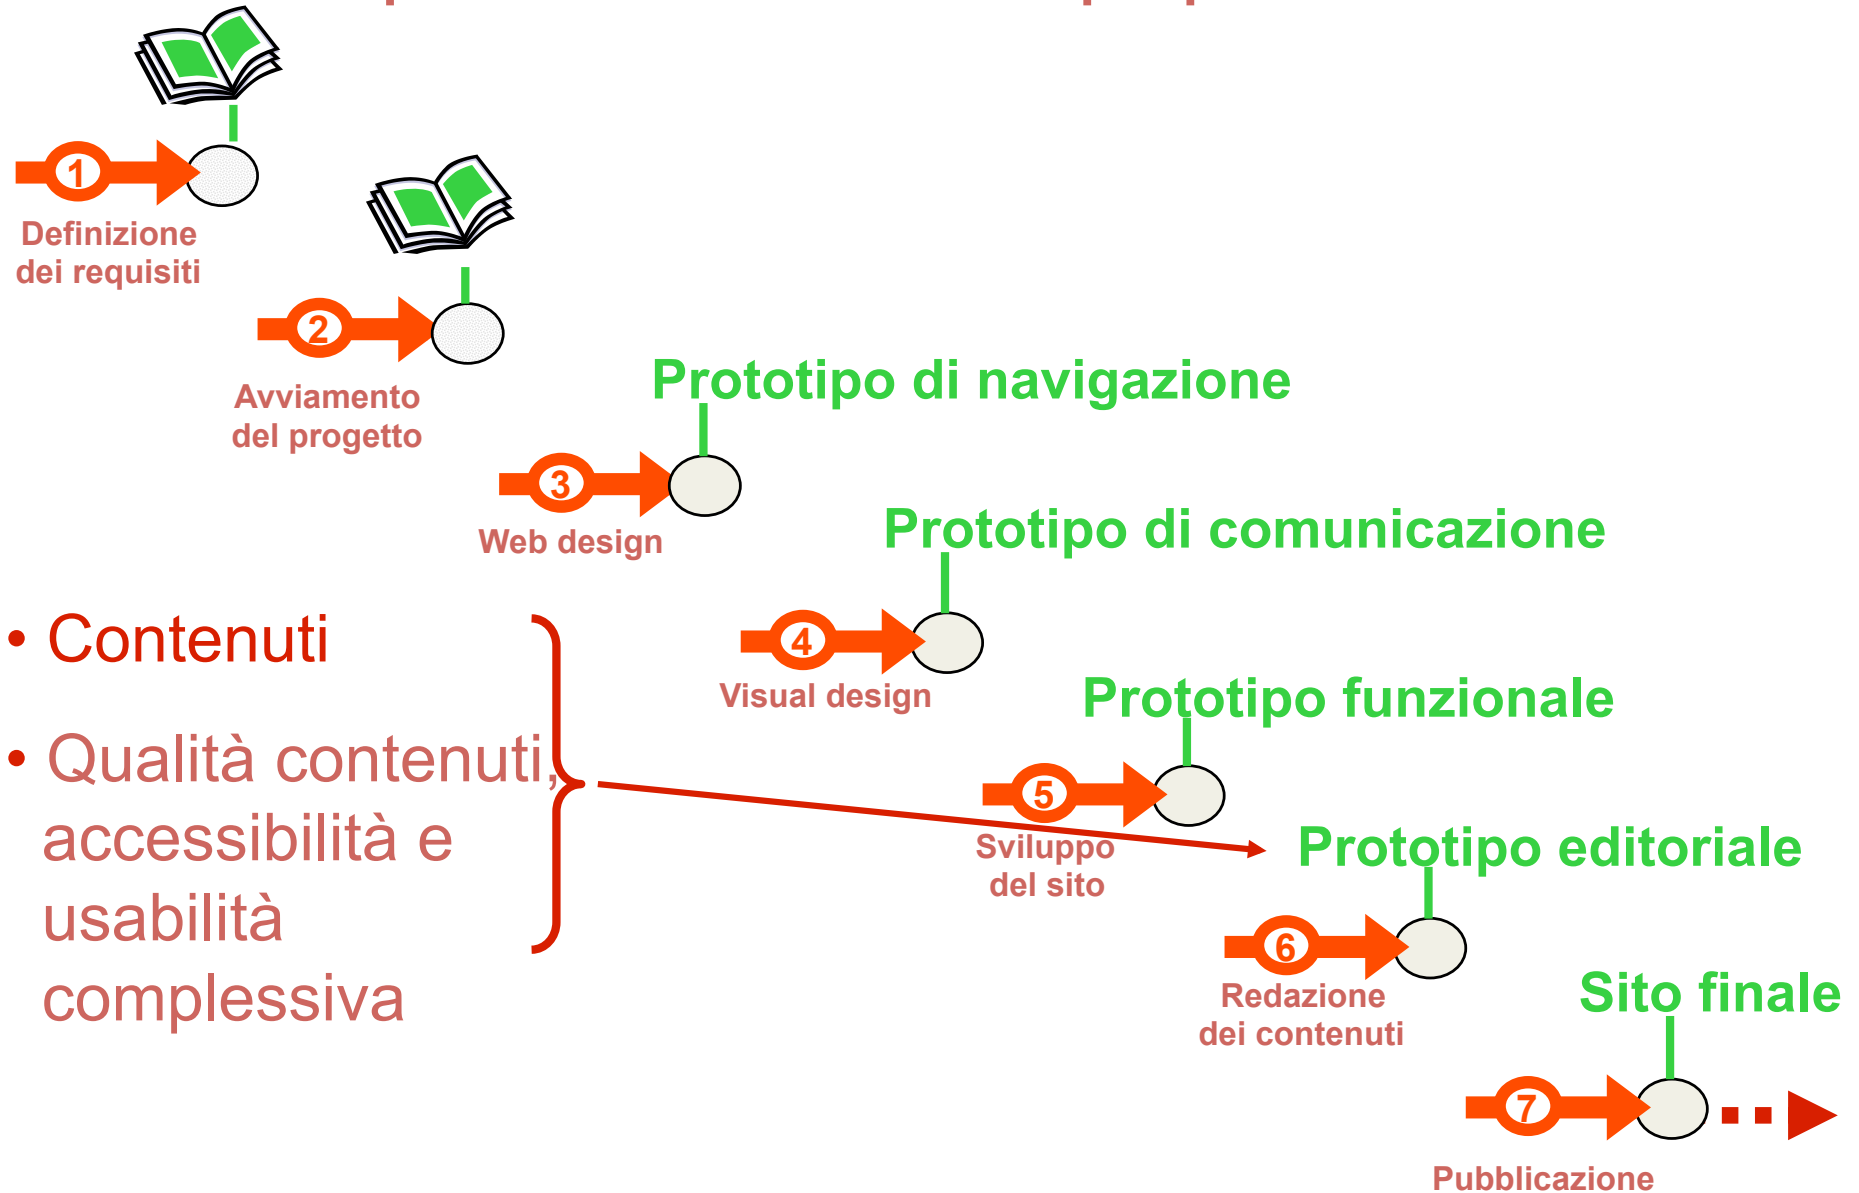 1
Definizione
dei requisiti
2
Avviamento
del progetto
Prototipo di navigazione
3
Web design
Prototipo di comunicazione
4
Visual design
• Contenuti
• Qualità contenuti,
accessibilità e
usabilità
complessiva
Prototipo funzionale
5
Sviluppo
del sito
Prototipo editoriale
6
Redazione
dei contenuti
Sito finale
7
Pubblicazione